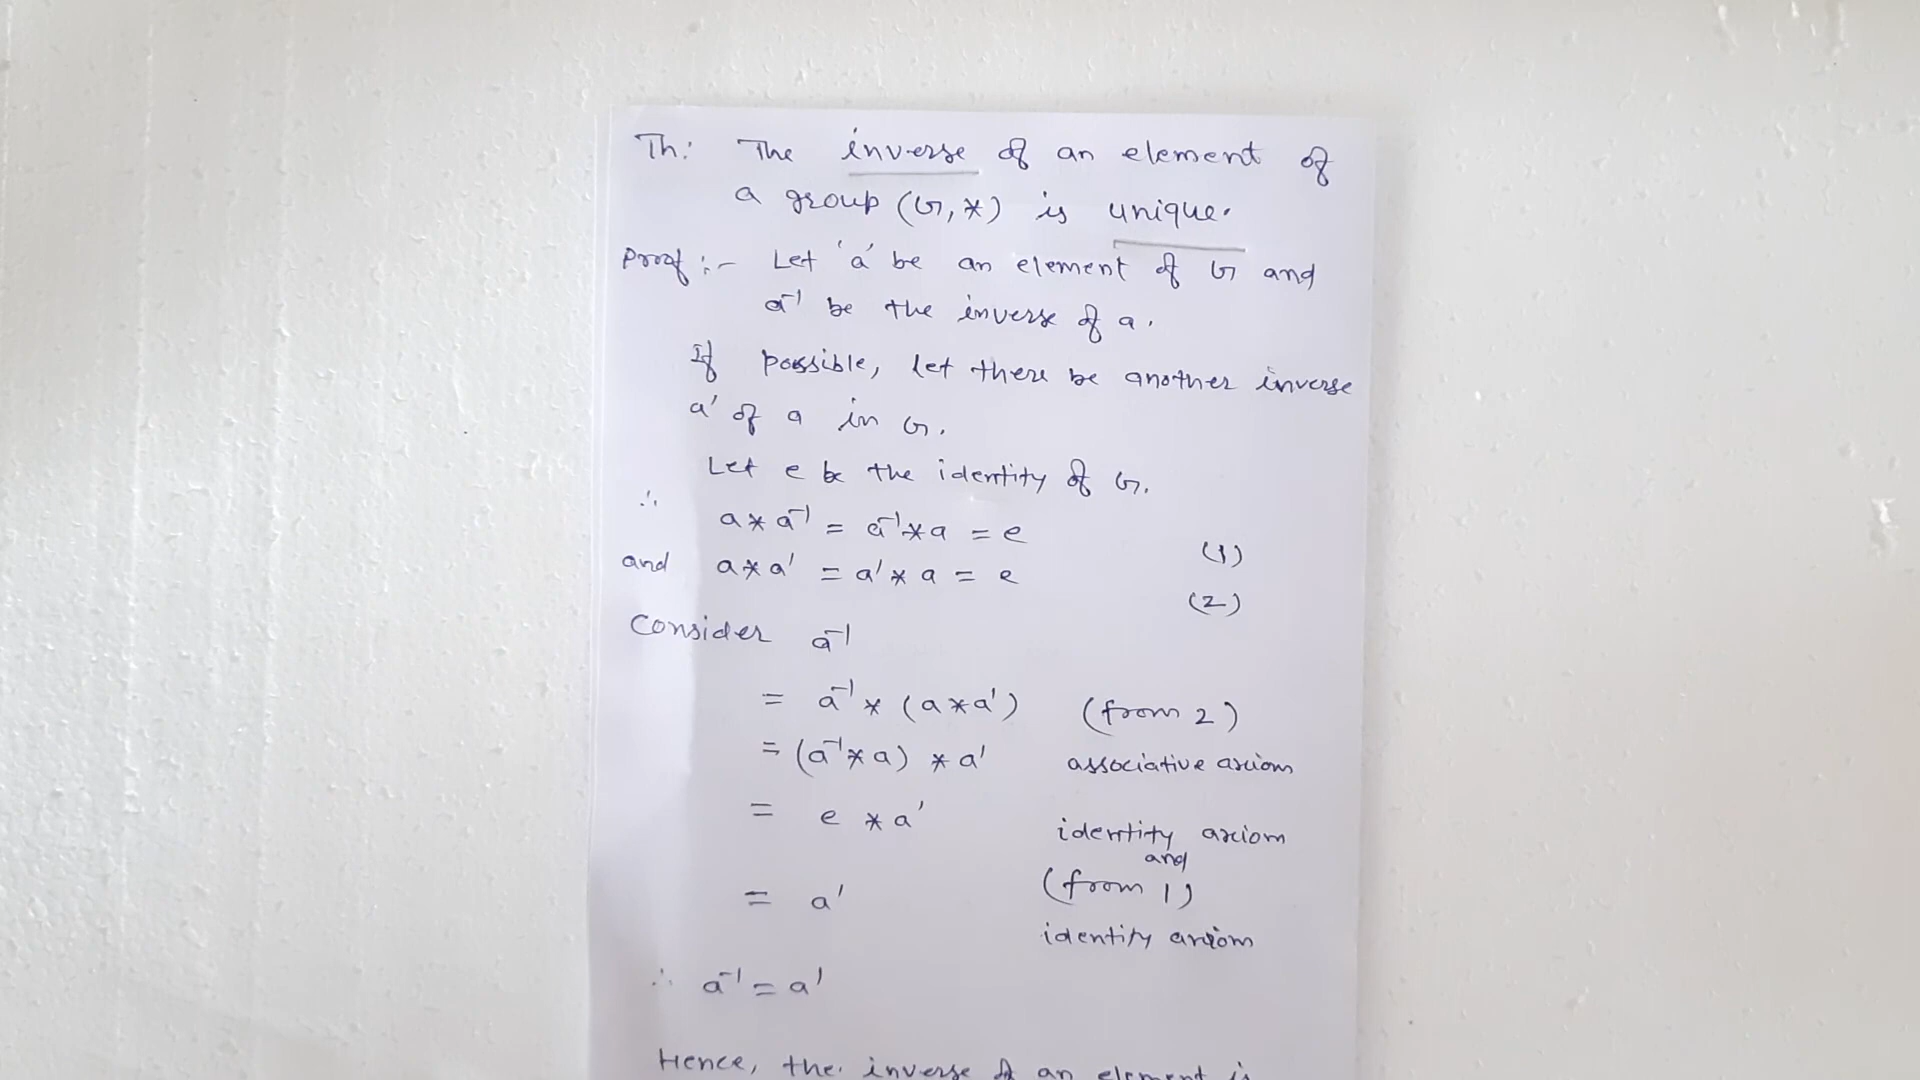 Th: The inverse of an element of
a group (G, *) is unique.
Proof :- Let 'a' be an element of G and
a⁻¹ be the inverse of a.
If possible, let there be another inverse
a' of a in G.
Let e be the identity of G.
∴ a * a⁻¹ = a⁻¹ * a = e (1)
and a * a' = a' * a = e (2)
Consider a⁻¹
= a⁻¹ * (a * a') (from 2)
= (a⁻¹ * a) * a' associative axiom
= e * a' identity axiom
and
(from 1)
= a' identity axiom
∴ a⁻¹ = a'
Hence, the inverse of an element is